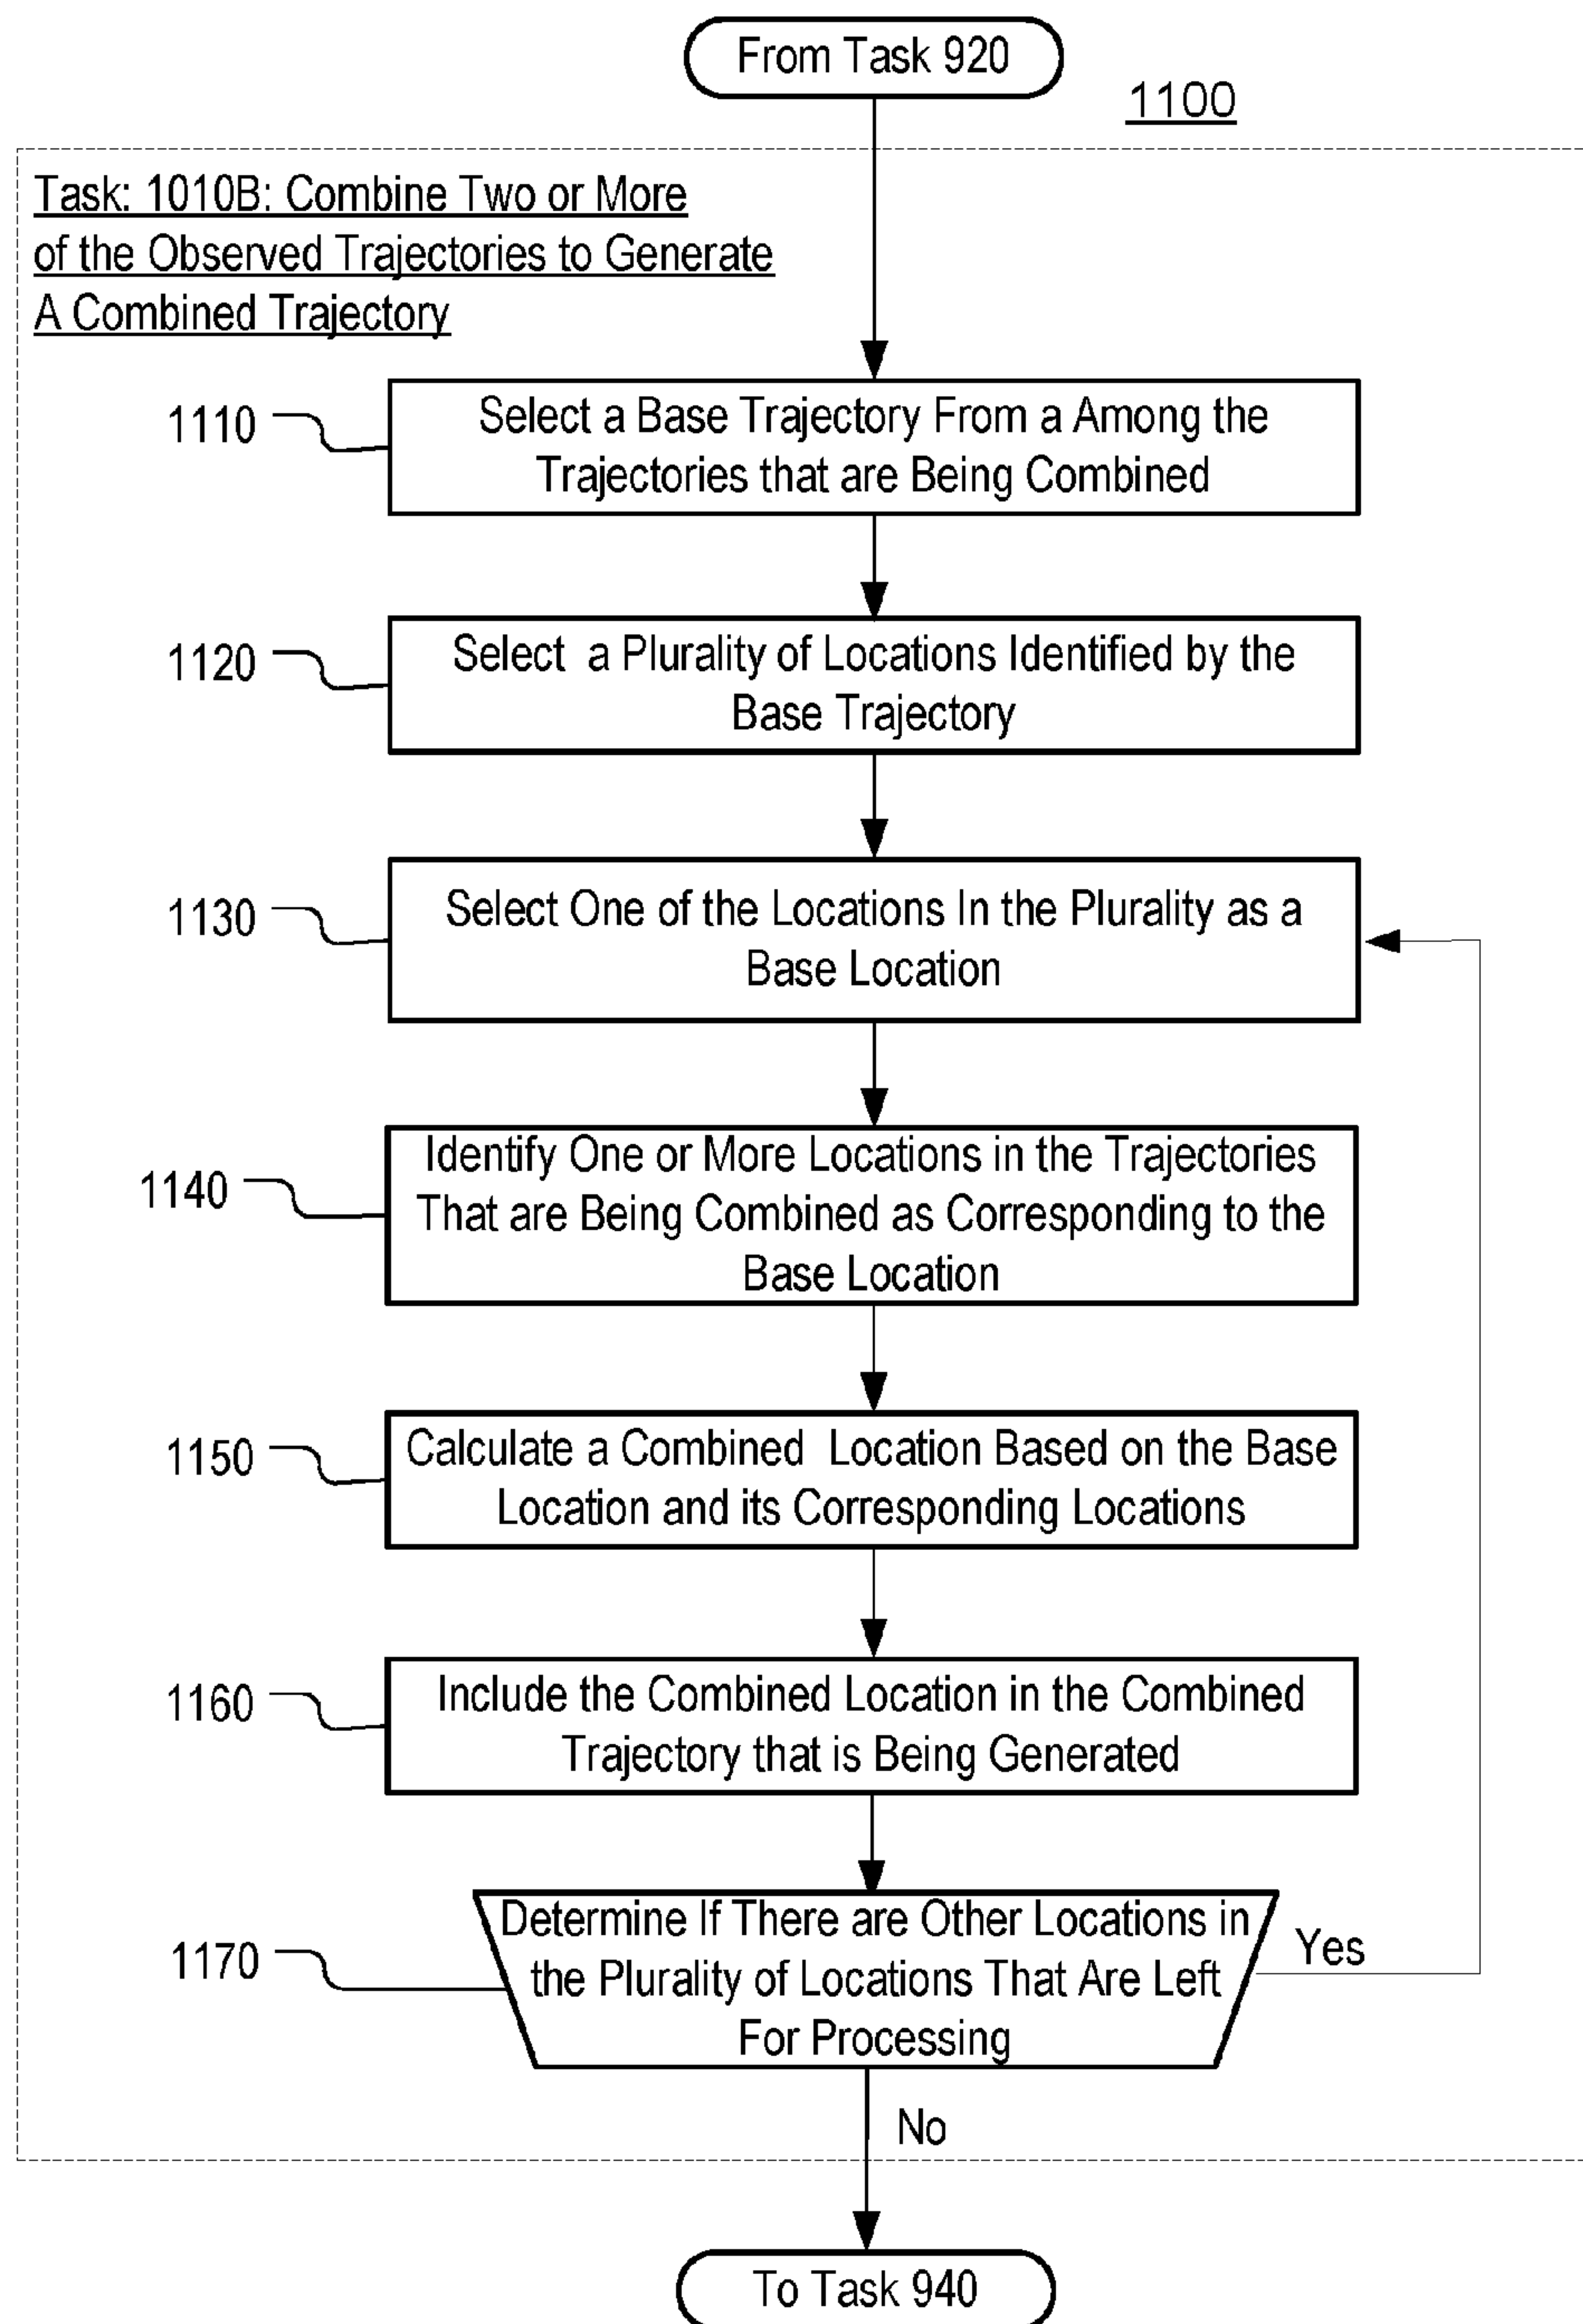 From Task 920
1100
Task: 1010B: Combine Two or More
of the Observed Trajectories to Generate
A Combined Trajectory
1110
Select a Base Trajectory From a Among the
Trajectories that are Being Combined
1120
Select a Plurality of Locations Identified by the
Base Trajectory
1130
Select One of the Locations In the Plurality as a
Base Location
1140
Identify One or More Locations in the Trajectories
That are Being Combined as Corresponding to the
Base Location
1150
Calculate a Combined Location Based on the Base
Location and its Corresponding Locations
1160
Include the Combined Location in the Combined
Trajectory that is Being Generated
1170
Determine If There are Other Locations in
the Plurality of Locations That Are Left
For Processing
Yes
No
To Task 940